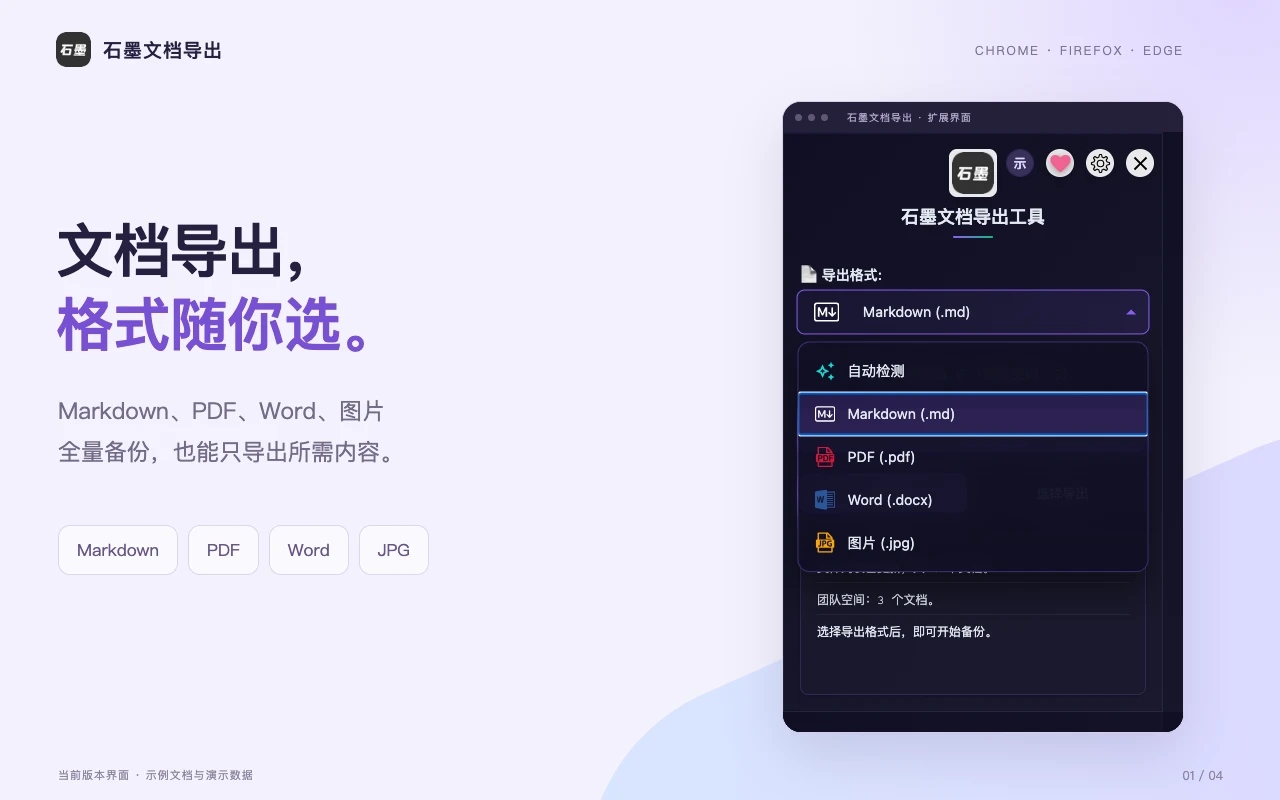 石墨 石墨文档导出
CHROME · FIREFOX · EDGE
文档导出，
格式随你选。
Markdown、PDF、Word、图片
全量备份，也能只导出所需内容。
Markdown PDF Word JPG
石墨文档导出 · 扩展界面
石墨 示
石墨文档导出工具
导出格式:
Markdown (.md)
自动检测
Markdown (.md)
PDF (.pdf)
Word (.docx)
选择导出
图片 (.jpg)
团队空间: 3 个文档。
选择导出格式后，即可开始备份。
当前版本界面 · 示例文档与演示数据
01 / 04